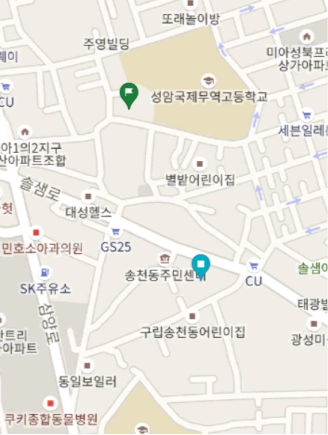 또래놀이방
주영빌딩
미아성북프리
상가아파트
웨이
성암국제무역고등학교
CU
세븐일레븐
아1의2지구
산아파트조합
별밭어린이집
솔샘로
대성헬스
GS25
민호소아과의원
송천동주민센터
SK주유소
CU
솔샘
삼양로
태광빌
구립송천동어린이집
광성미
아파트
동일보일러
쿠키종합동물병원